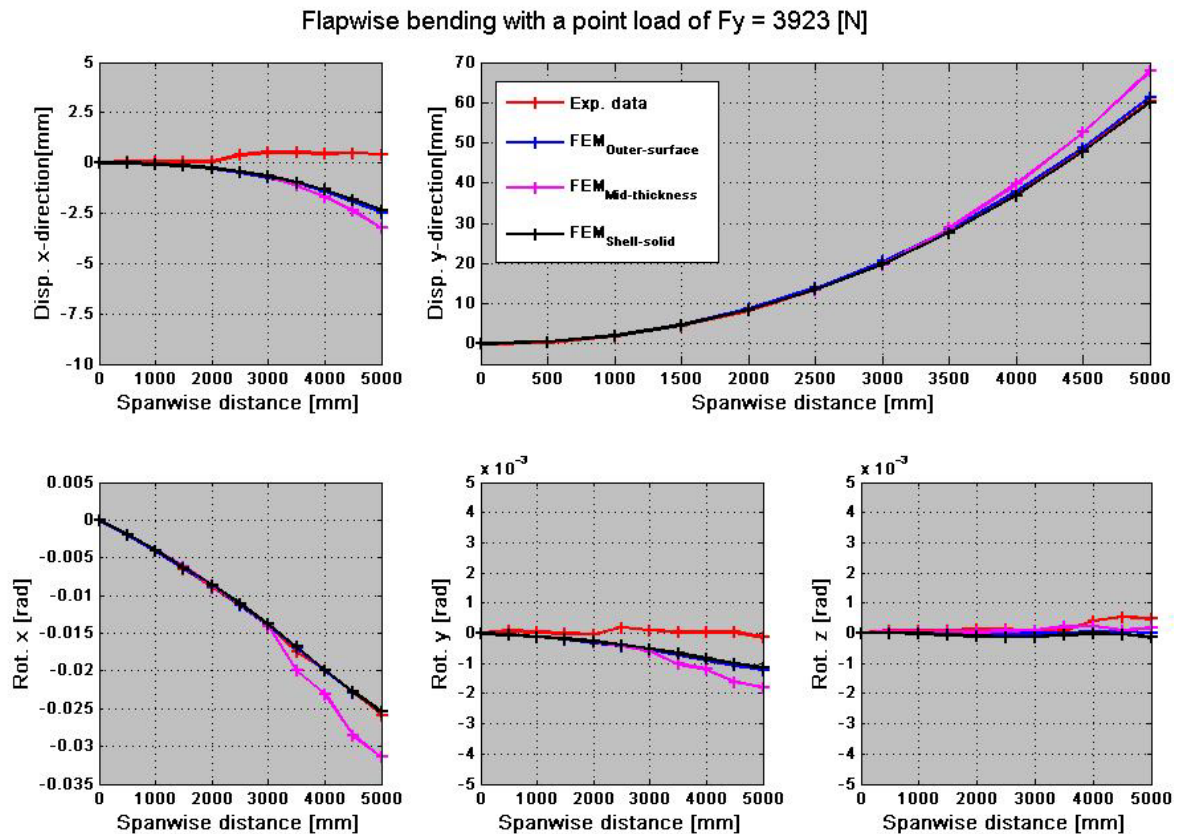 Flapwise bending with a point load of Fy = 3923 [N]
Disp. x-direction[mm]
5
2.5
0
-2.5
-5
-7.5
-10
0 1000 2000 3000 4000 5000
Spanwise distance [mm]
Disp. y-direction[mm]
70
60
50
40
30
20
10
0
Exp. data
FEM Outer-surface
FEM Mid-thickness
FEM Shell-solid
0 500 1000 1500 2000 2500 3000 3500 4000 4500 5000
Spanwise distance [mm]
Rot. x [rad]
0.005
0
-0.005
-0.01
-0.015
-0.02
-0.025
-0.03
-0.035
0 1000 2000 3000 4000 5000
Spanwise distance [mm]
x 10⁻³
Rot. y [rad]
5
4
3
2
1
0
-1
-2
-3
-4
-5
0 1000 2000 3000 4000 5000
Spanwise distance [mm]
x 10⁻³
Rot. z [rad]
5
4
3
2
1
0
-1
-2
-3
-4
-5
0 1000 2000 3000 4000 5000
Spanwise distance [mm]